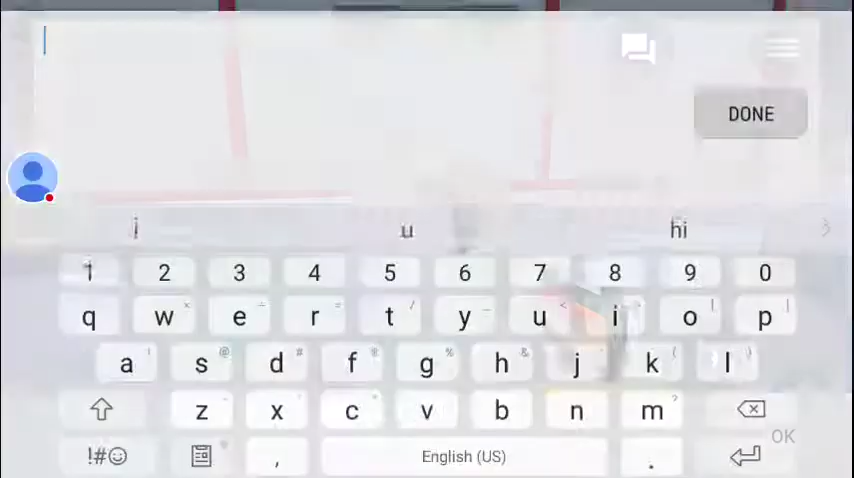 DONE
i u hi
1 2 3 4 5 6 7 8 9 0
q w e r t y u i o p
a s d f g h j k l
z x c v b n m
OK
!#☺ , English (US) .